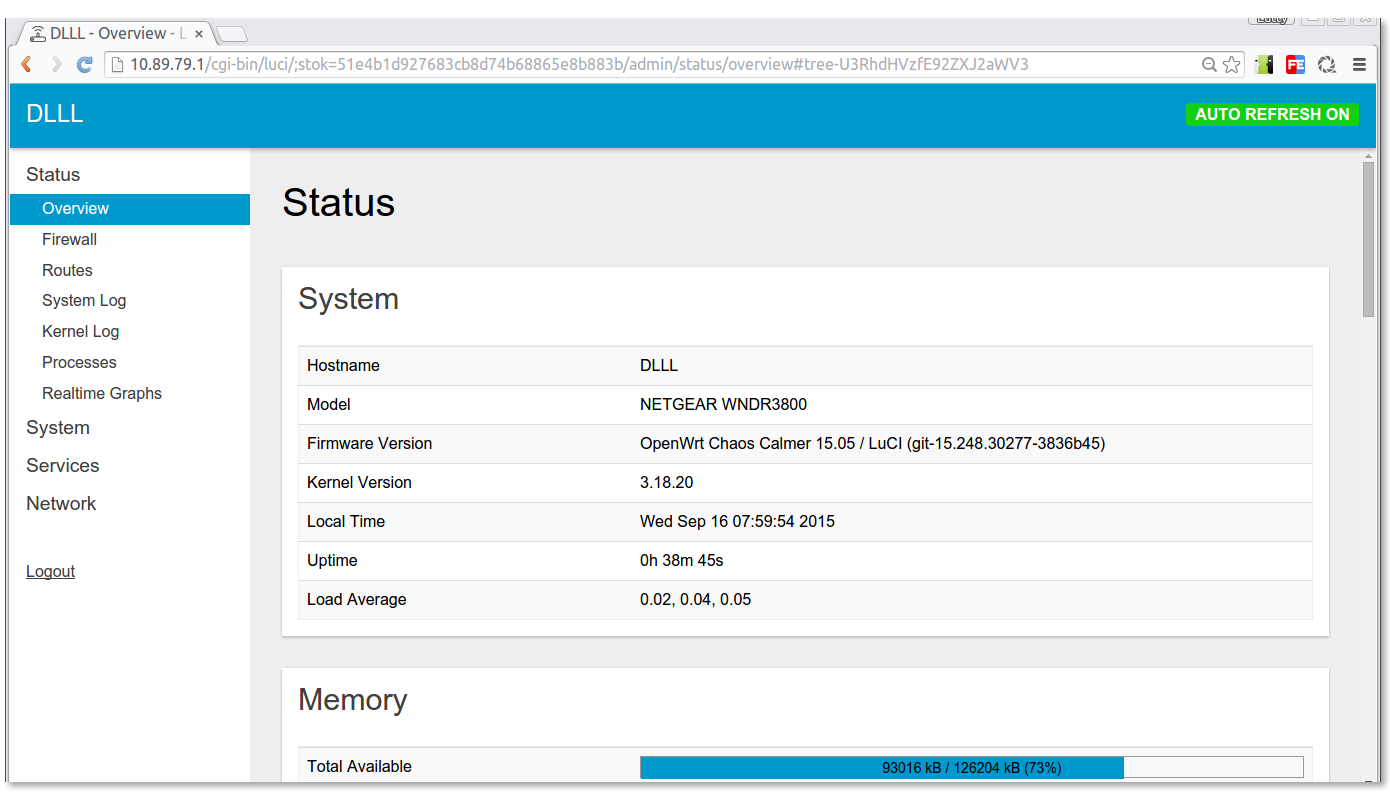 DLLL - Overview - L
10.89.79.1/cgi-bin/luci/;stok=51e4b1d927683cb8d74b68865e8b883b/admin/status/overview#tree-U3RhdHVzfE92ZXJ2aWV3
FE
DLLL
AUTO REFRESH ON
Status
Overview
Firewall
Routes
System Log
Kernel Log
Processes
Realtime Graphs
System
Services
Network
Logout
Status
System
Hostname DLLL
Model NETGEAR WNDR3800
Firmware Version OpenWrt Chaos Calmer 15.05 / LuCI (git-15.248.30277-3836b45)
Kernel Version 3.18.20
Local Time Wed Sep 16 07:59:54 2015
Uptime 0h 38m 45s
Load Average 0.02, 0.04, 0.05
Memory
Total Available 93016 kB / 126204 kB (73%)